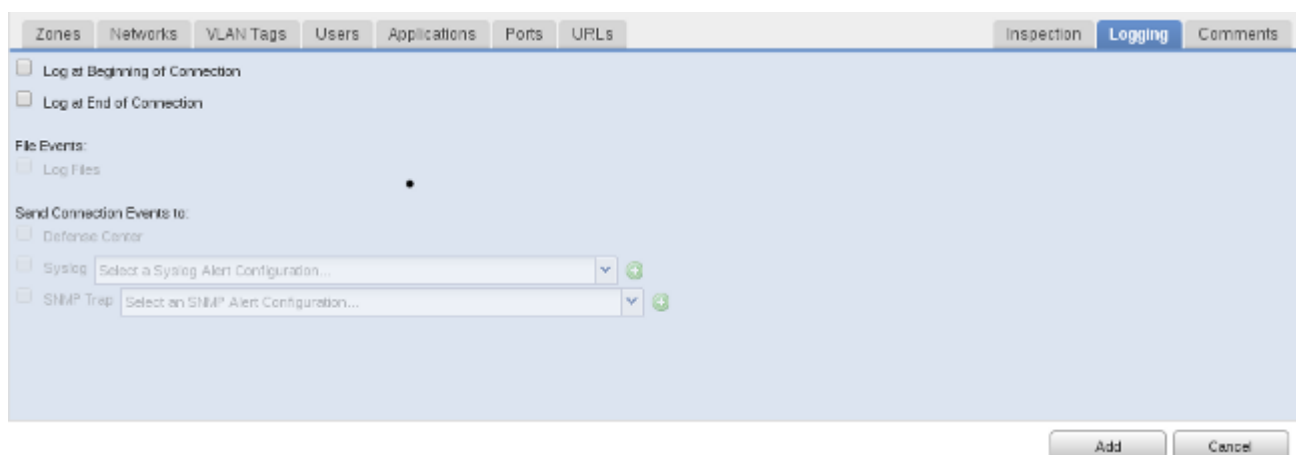 Zones Networks VLAN Tags Users Applications Ports URLs Inspection Logging Comments
Log at Beginning of Connection
Log at End of Connection
File Events:
Log Files
Send Connection Events to:
Defense Center
Syslog Select a Syslog Alert Configuration...
SNMP Trap Select an SNMP Alert Configuration...
Add Cancel